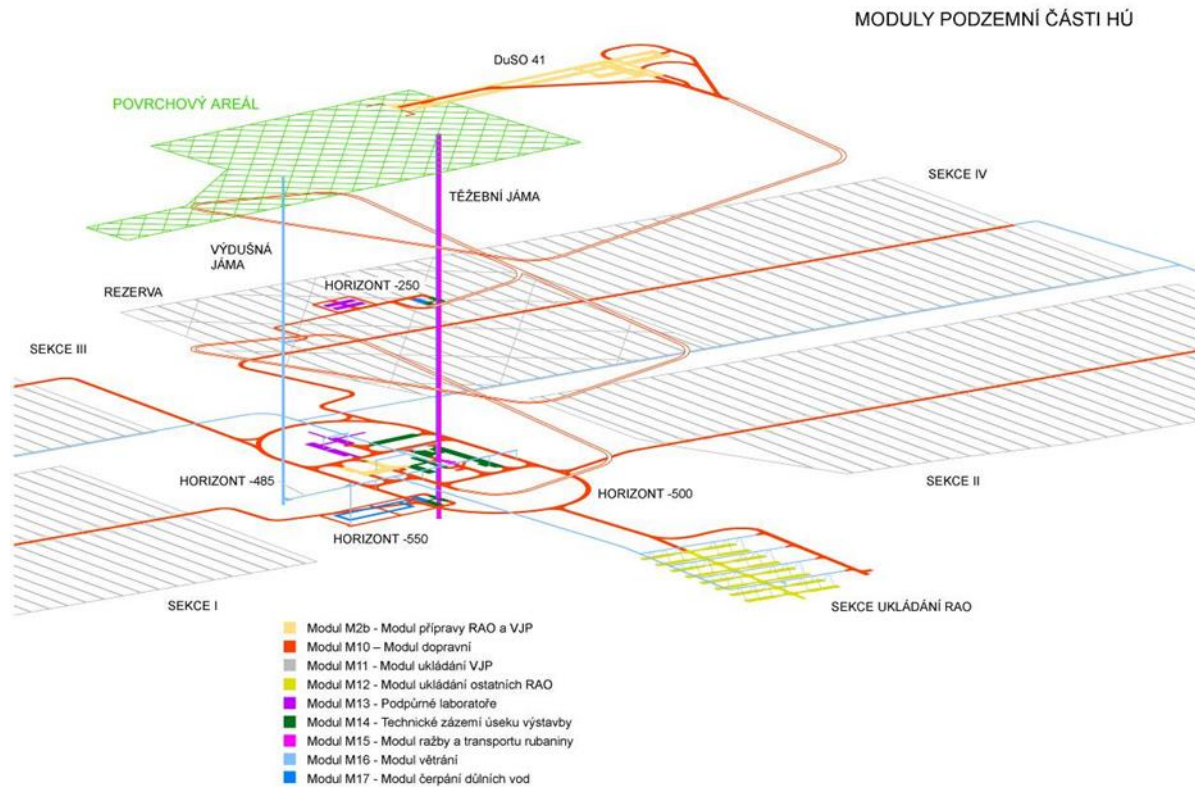 MODULY PODZEMNÍ ČÁSTI HÚ
DuSO 41
POVRCHOVÝ AREÁL
SEKCE IV
TĚŽEBNÍ JÁMA
VÝDUŠNÁ
JÁMA
HORIZONT -250
REZERVA
SEKCE III
HORIZONT -485
HORIZONT -500
SEKCE II
HORIZONT -550
SEKCE I
SEKCE UKLÁDÁNÍ RAO
Modul M2b - Modul přípravy RAO a VJP
Modul M10 – Modul dopravní
Modul M11 - Modul ukládání VJP
Modul M12 - Modul ukládání ostatních RAO
Modul M13 - Podpůrné laboratoře
Modul M14 - Technické zázemí úseku výstavby
Modul M15 - Modul ražby a transportu rubaniny
Modul M16 - Modul větrání
Modul M17 - Modul čerpání důlních vod